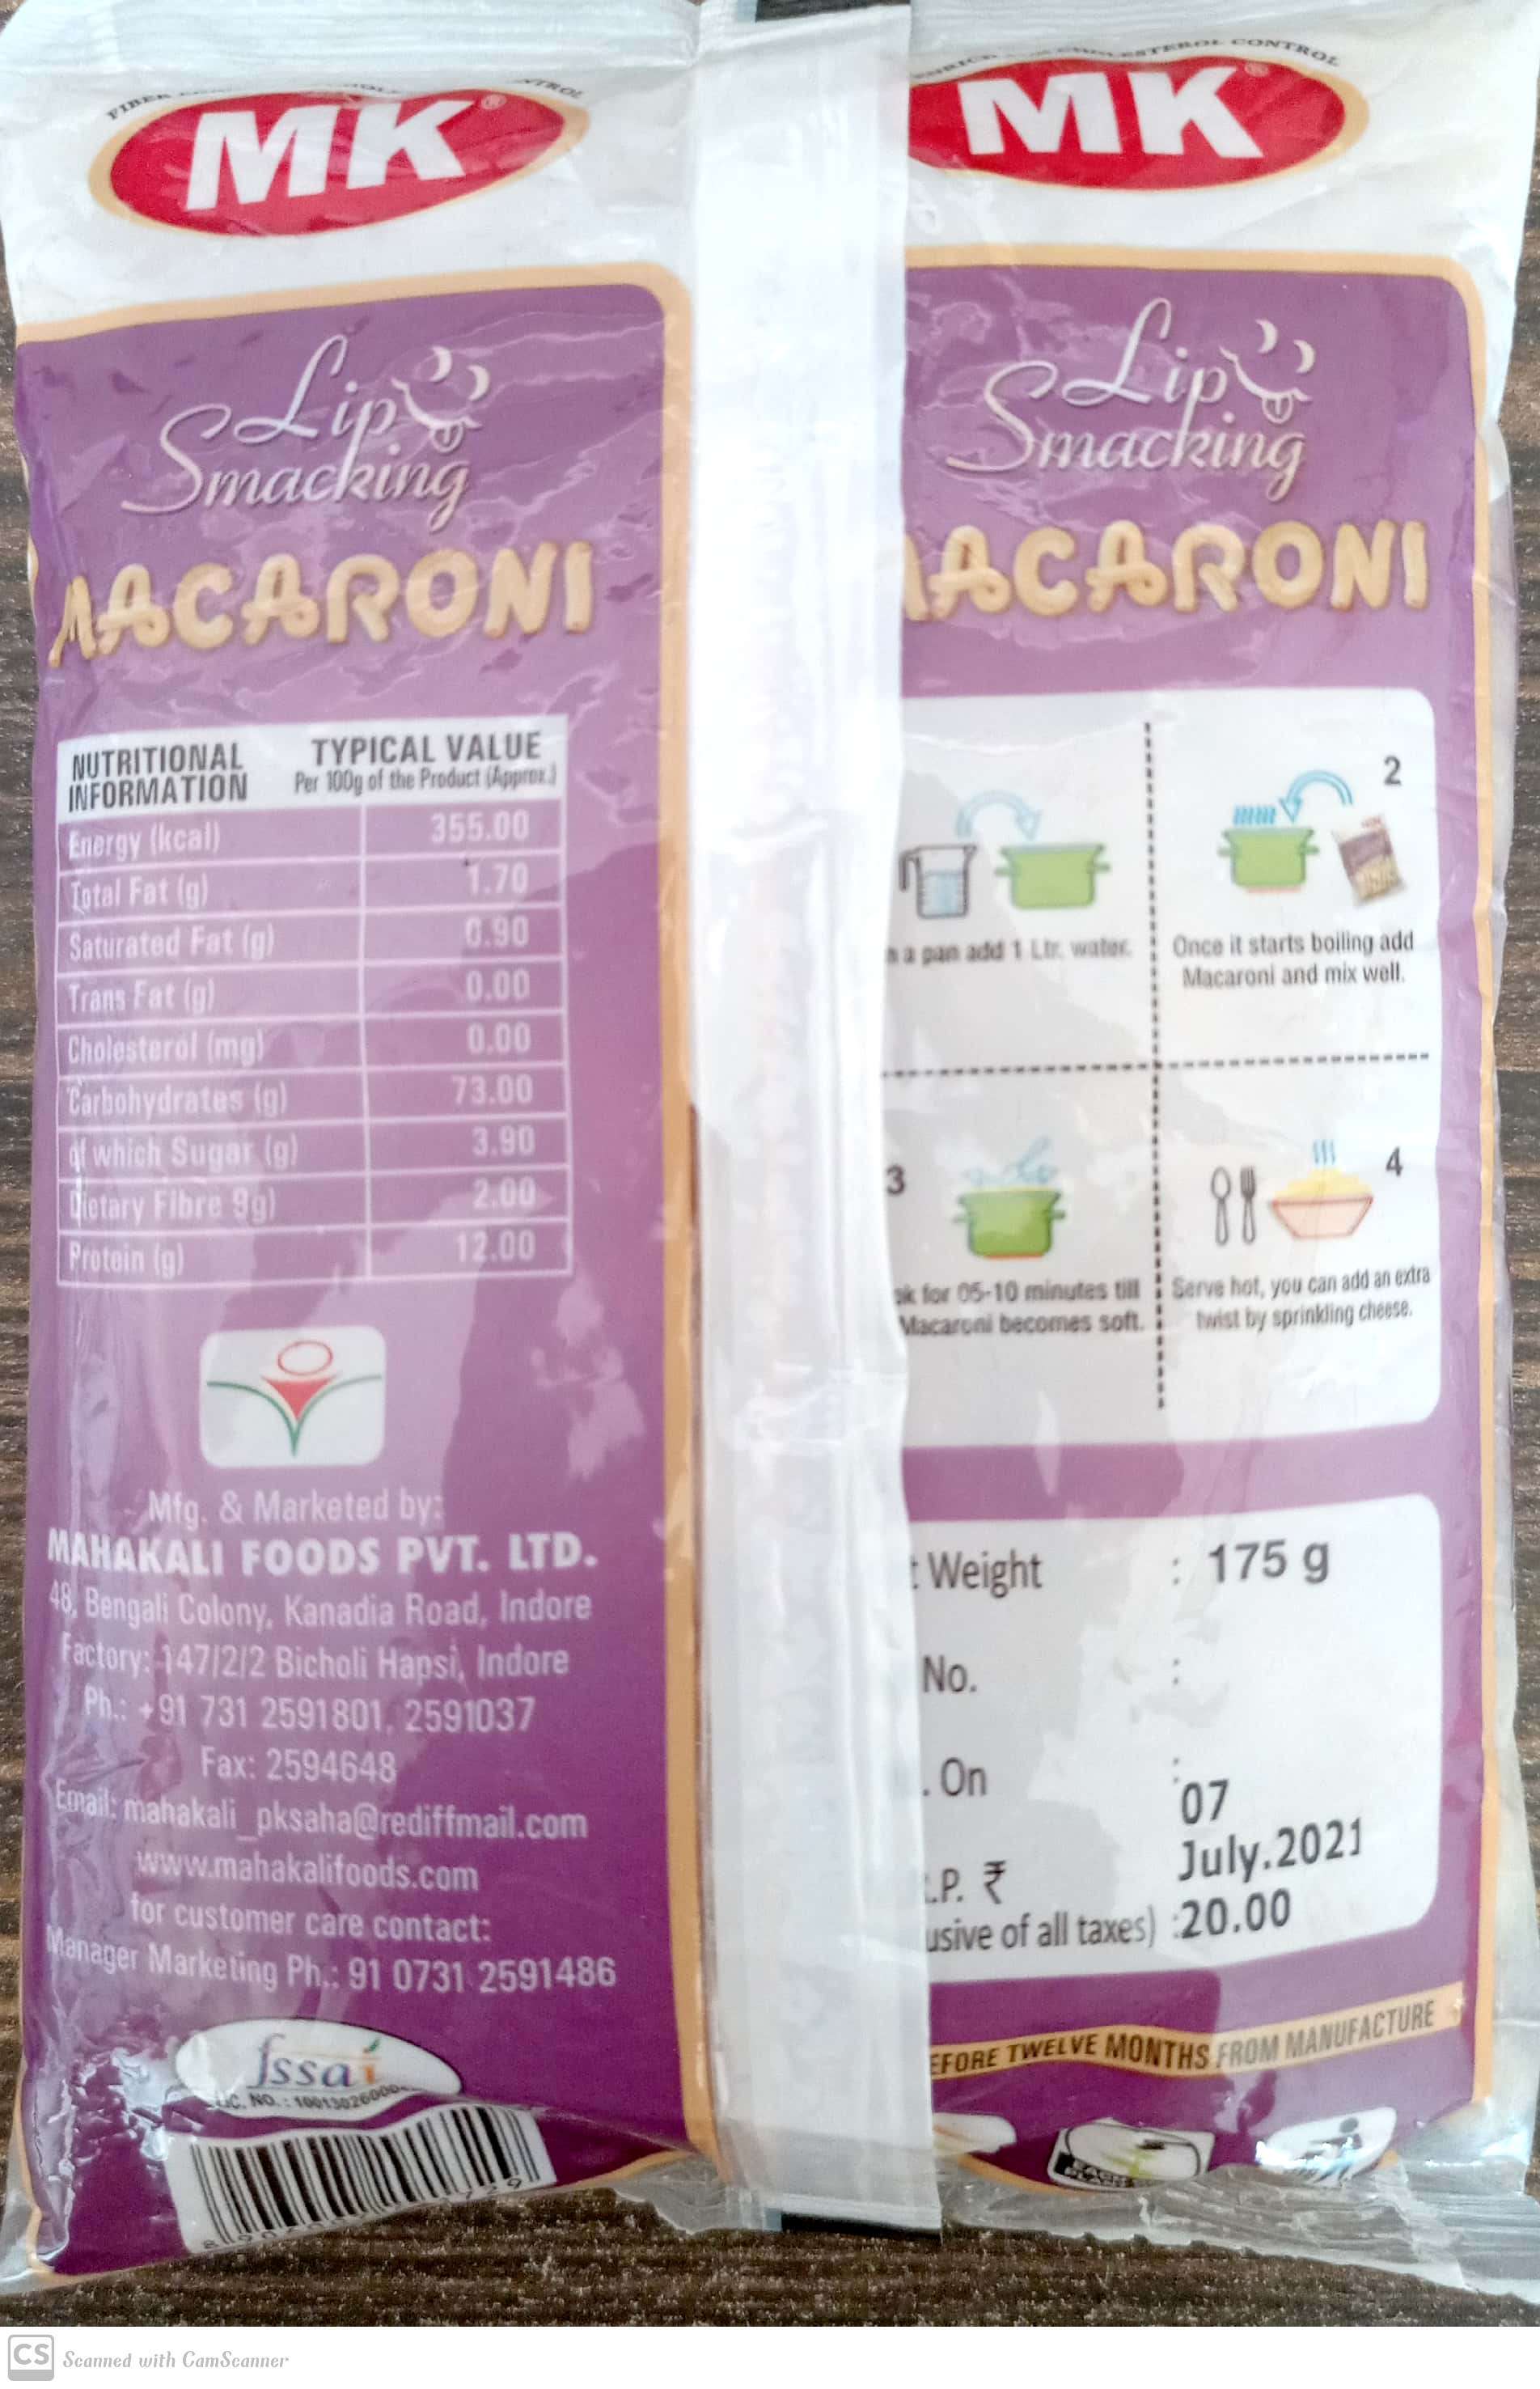 MK®
Lip
Smacking
MACARONI
NUTRITIONAL INFORMATION
TYPICAL VALUE
Per 100g of the Product (Approx.)
Energy (kcal) 355.00
Total Fat (g) 1.70
Saturated Fat (g) 0.90
Trans Fat (g) 0.00
Cholesterol (mg) 0.00
Carbohydrates (g) 73.00
of which Sugar (g) 3.90
Dietary Fibre 9g) 2.00
Protein (g) 12.00
Mfg. & Marketed by:
MAHAKALI FOODS PVT. LTD.
48, Bengali Colony, Kanadia Road, Indore
Factory: 147/2/2 Bicholi Hapsi, Indore
Ph.: +91 731 2591801, 2591037
Fax: 2594648
Email: mahakali_pksaha@rediffmail.com
www.mahakalifoods.com
for customer care contact:
Manager Marketing Ph.: 91 0731 2591486
fssai
CHOLESTEROL CONTROL
MK®
Lip
Smacking
ACARONI
a pan add 1 Ltr. water.
2
Once it starts boiling add
Macaroni and mix well.
3
ok for 05-10 minutes till
Macaroni becomes soft.
4
Serve hot, you can add an extra
twist by sprinkling cheese.
t Weight : 175 g
No. :
. On :
07
July.2021
.P. ₹
usive of all taxes) :20.00
EFORE TWELVE MONTHS FROM MANUFACTURE
CS Scanned with CamScanner